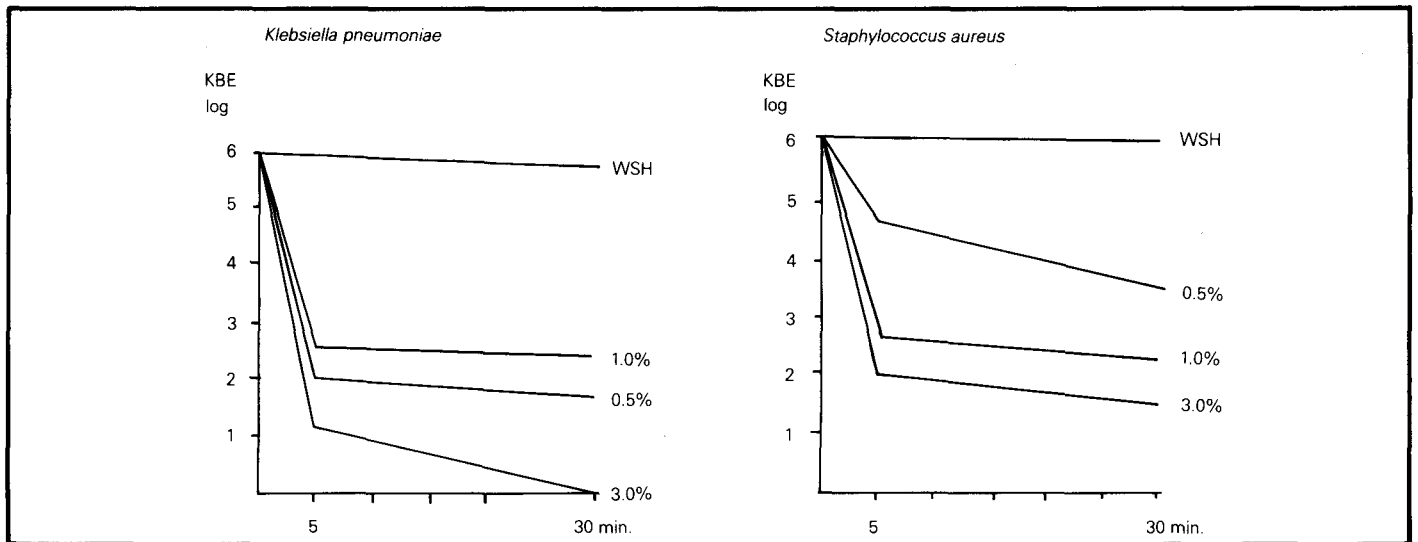 Klebsiella pneumoniae
KBE
log
6
5
4
3
2
1
WSH
1.0%
0.5%
3.0%
5
30 min.
Staphylococcus aureus
KBE
log
6
5
4
3
2
1
WSH
0.5%
1.0%
3.0%
5
30 min.